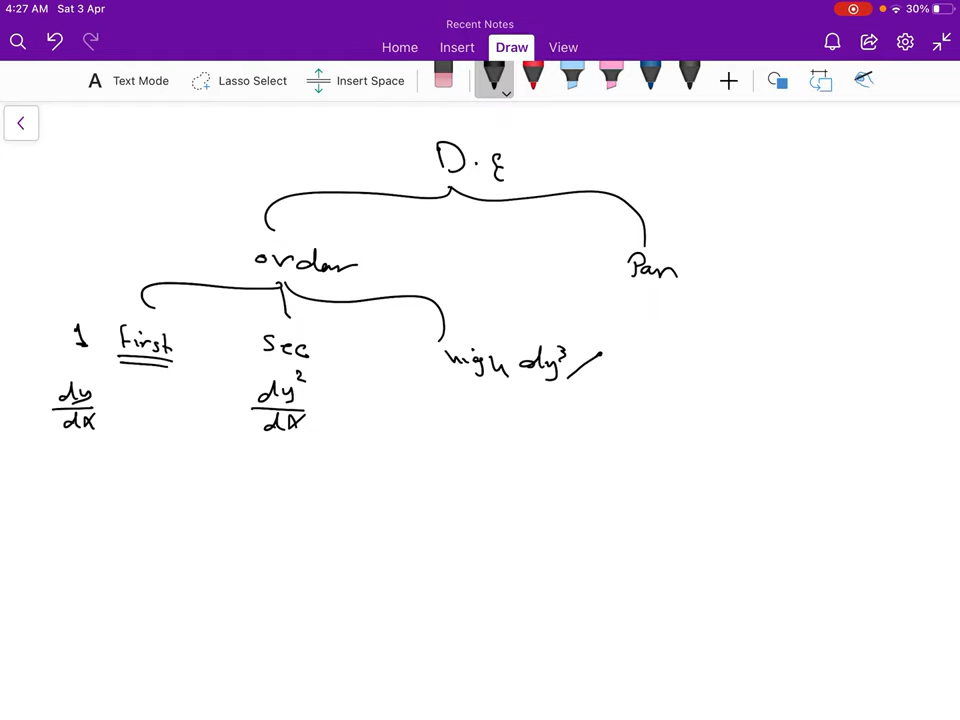 4:27 AM Sat 3 Apr 30%
Recent Notes
Home Insert Draw View
A Text Mode Lasso Select Insert Space
D.E
order Par
1 First Sec high dy³/
dy/dx dy²/dx